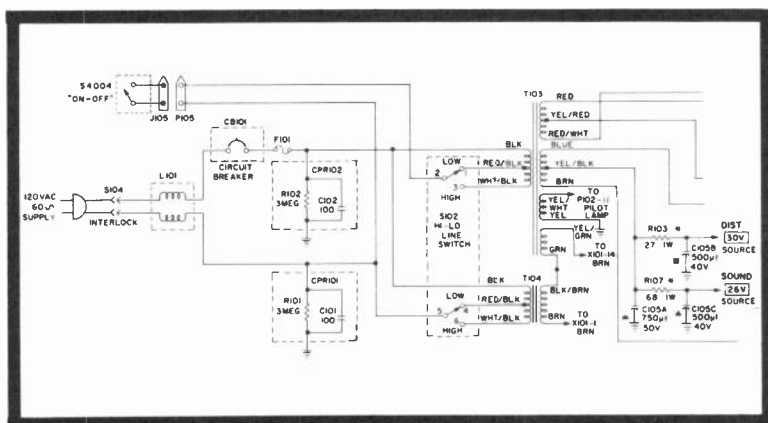 S4004
"ON-OFF"
J105 P105
CB101
F101
CIRCUIT
BREAKER
L101
120VAC
60∿
SUPPLY
S104
INTERLOCK
CPR102
R102
3MEG
C102
100
CPR101
R101
3MEG
C101
100
LOW
2
1
3
HIGH
S102
HI-LO
LINE
SWITCH
LOW
5
4
6
HIGH
BLK
RED/BLK
WHT/BLK
BLK
RED/BLK
WHT/BLK
T103
RED
YEL/RED
RED/WHT
BLUE
YEL/BLK
BRN
YEL/
WHT
YEL
TO
P102-11
PILOT
LAMP
YEL/
GRN
GRN
TO
X101-14
BRN
T104
BLK/BRN
BRN
TO
X101-1
BRN
R103 *
27 1W
DIST
30V
SOURCE
C105B
500µf
40V
R107 *
68 1W
SOUND
26V
SOURCE
C105A
750µf
50V
C105C
500µf
40V